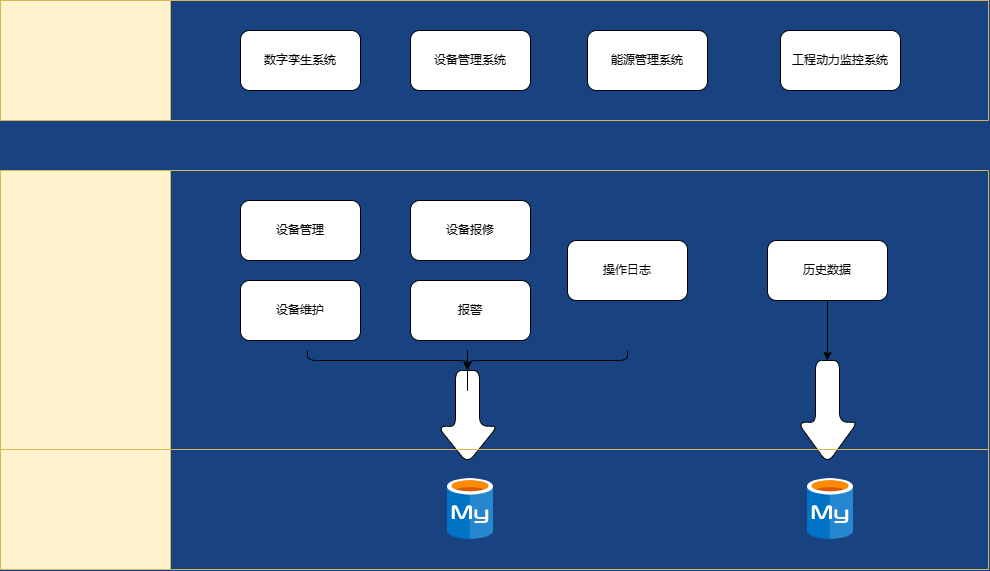 数字孪生系统
设备管理系统
能源管理系统
工程动力监控系统
设备管理
设备报修
操作日志
历史数据
设备维护
报警
My
My